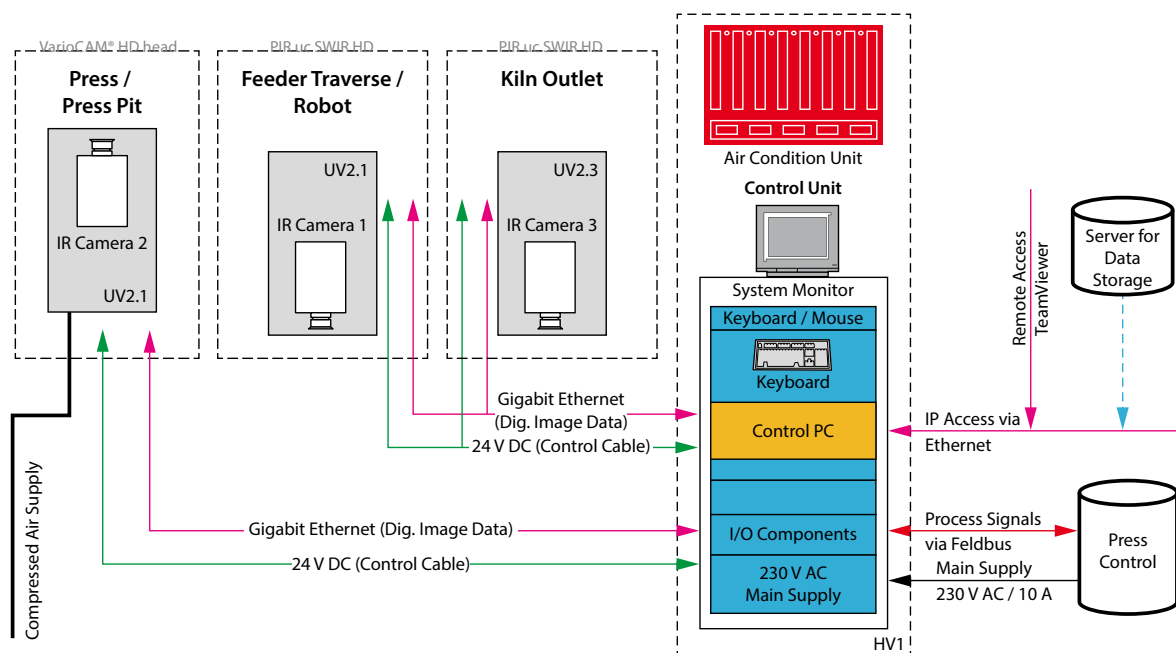 VarioCAM® HD head
Press /
Press Pit
UV2.1
IR Camera 2
Compressed Air Supply
PIR uc SWIR HD
Feeder Traverse /
Robot
UV2.1
IR Camera 1
PIR uc SWIR HD
Kiln Outlet
UV2.3
IR Camera 3
Gigabit Ethernet
(Dig. Image Data)
24 V DC (Control Cable)
Gigabit Ethernet (Dig. Image Data)
24 V DC (Control Cable)
Air Condition Unit
Control Unit
System Monitor
Keyboard / Mouse
Keyboard
Control PC
I/O Components
230 V AC
Main Supply
HV1
Remote Access
TeamViewer
Server for
Data
Storage
IP Access via
Ethernet
Process Signals
via Feldbus
Main Supply
230 V AC / 10 A
Press
Control